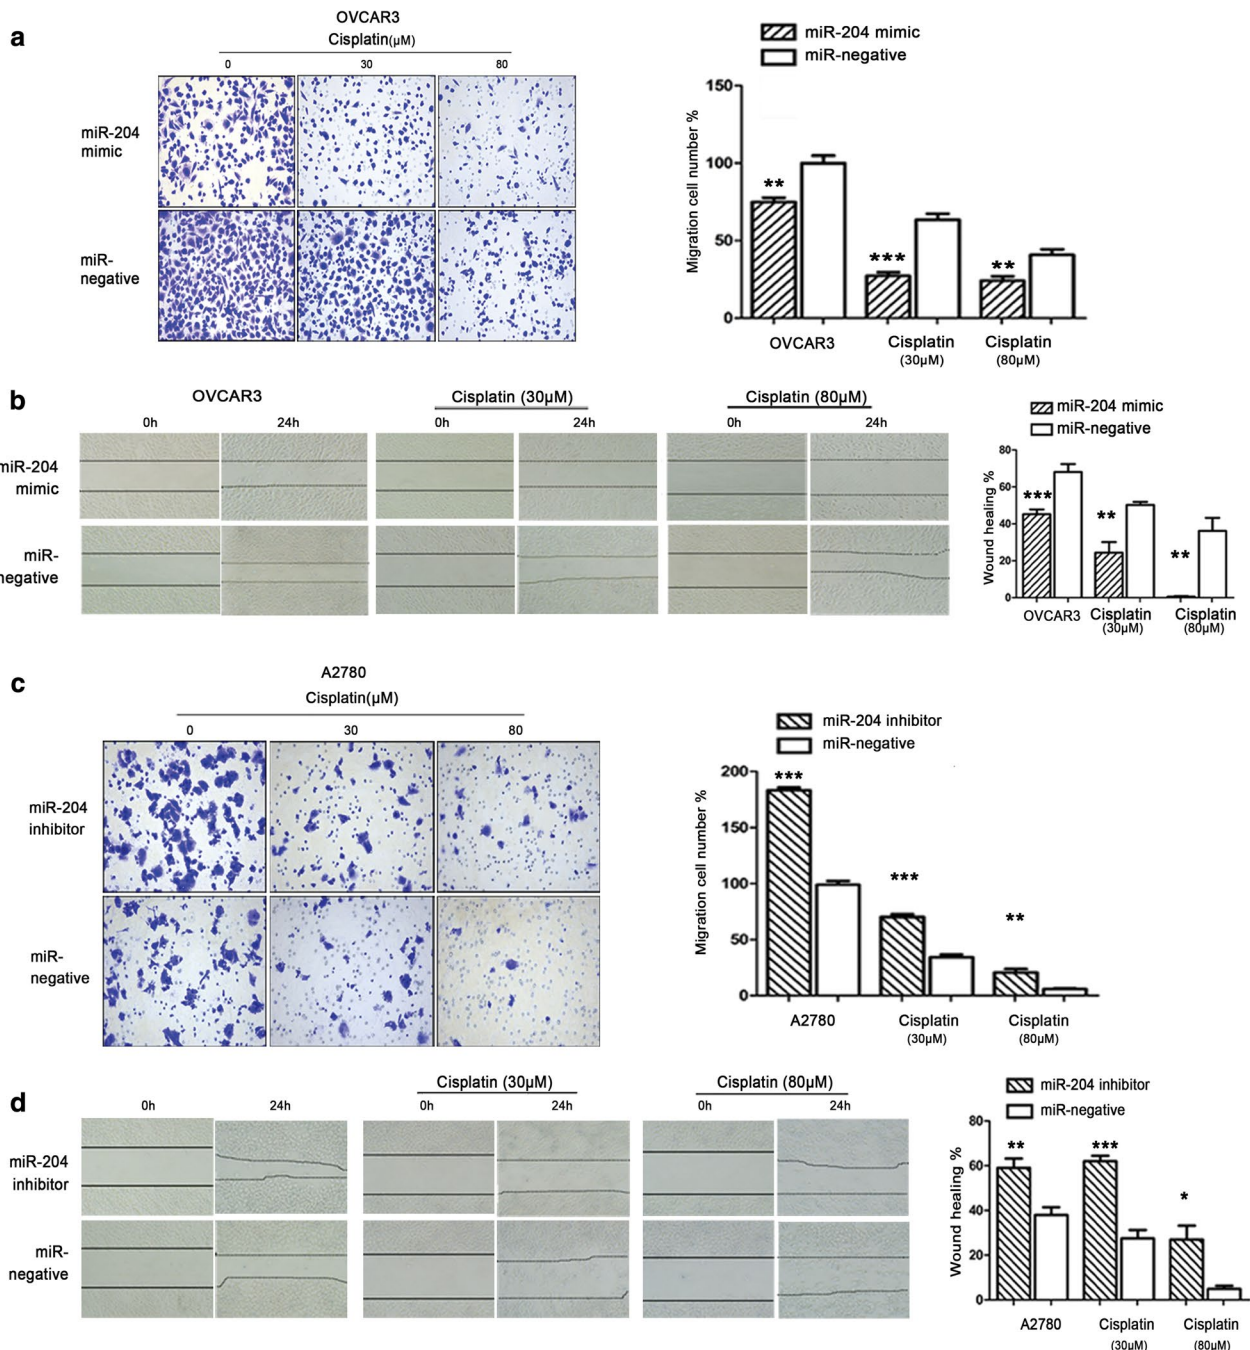 a
OVCAR3
Cisplatin(µM)
0 30 80
miR-204
mimic
miR-
negative
miR-204 mimic
miR-negative
Migration cell number %
150
100
50
0
**
***
**
OVCAR3 Cisplatin Cisplatin
(30µM) (80µM)
b
OVCAR3 Cisplatin (30µM) Cisplatin (80µM)
0h 24h 0h 24h 0h 24h
miR-204
mimic
miR-
negative
miR-204 mimic
miR-negative
Wound healing %
80
60
40
20
0
***
**
**
OVCAR3 Cisplatin Cisplatin
(30µM) (80µM)
c
A2780
Cisplatin(µM)
0 30 80
miR-204
inhibitor
miR-
negative
miR-204 inhibitor
miR-negative
Migration cell number %
200
150
100
50
0
***
***
**
A2780 Cisplatin Cisplatin
(30µM) (80µM)
d
Cisplatin (30µM) Cisplatin (80µM)
0h 24h 0h 24h 0h 24h
miR-204
inhibitor
miR-
negative
miR-204 inhibitor
miR-negative
Wound healing %
80
60
40
20
0
**
***
*
A2780 Cisplatin Cisplatin
(30µM) (80µM)